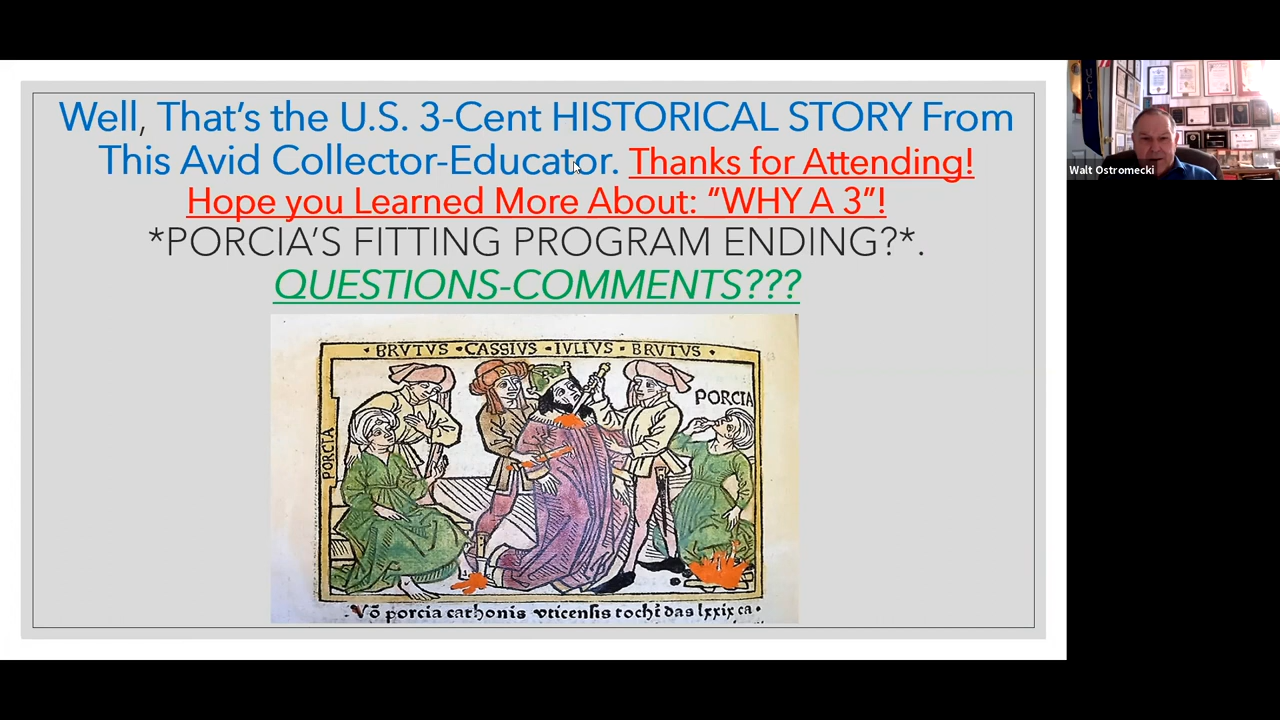 Well, That's the U.S. 3-Cent HISTORICAL STORY From
This Avid Collector-Educator. Thanks for Attending!
Hope you Learned More About: “WHY A 3”!
*PORCIA'S FITTING PROGRAM ENDING?*.
QUESTIONS-COMMENTS???
• BRVTVS • CASSIVS • IVLIVS • BRVTVS •
PORCIA
PORCIA
Vō porcia cathonis vticensis tocht̄ das lxxix ca•
Walt Ostromecki
UCLA